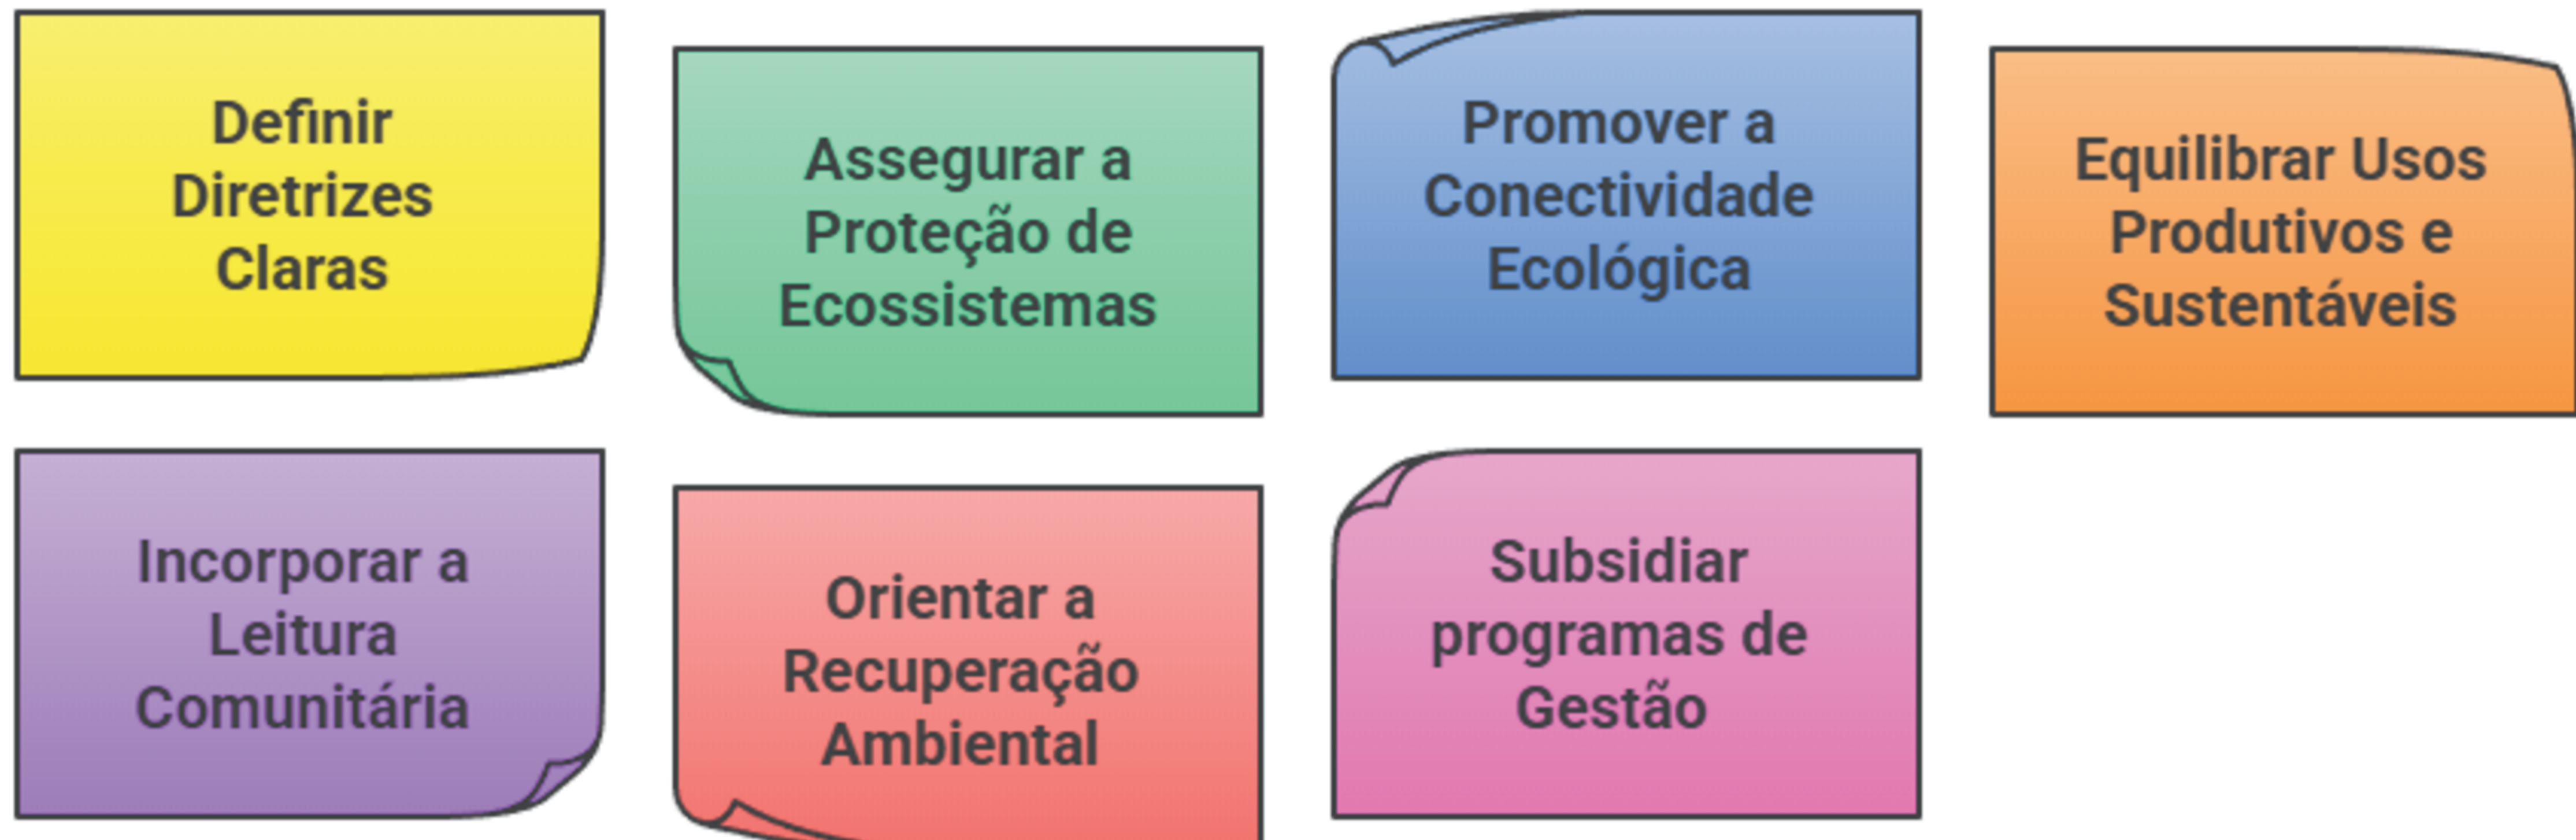 Definir
Diretrizes
Claras
Assegurar a
Proteção de
Ecossistemas
Promover a
Conectividade
Ecológica
Equilibrar Usos
Produtivos e
Sustentáveis
Incorporar a
Leitura
Comunitária
Orientar a
Recuperação
Ambiental
Subsidiar
programas de
Gestão